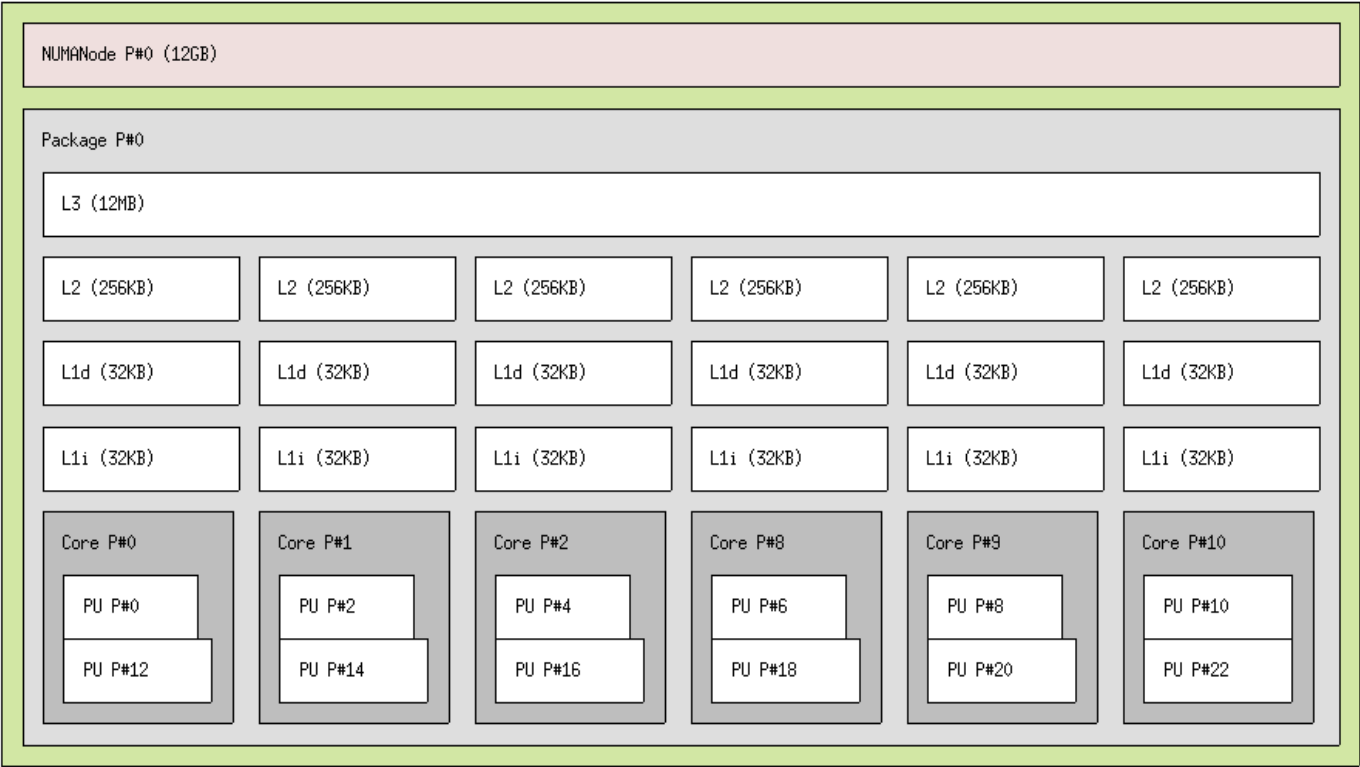 NUMANode P#0 (12GB)
Package P#0
L3 (12MB)
L2 (256KB) L2 (256KB) L2 (256KB) L2 (256KB) L2 (256KB) L2 (256KB)
L1d (32KB) L1d (32KB) L1d (32KB) L1d (32KB) L1d (32KB) L1d (32KB)
L1i (32KB) L1i (32KB) L1i (32KB) L1i (32KB) L1i (32KB) L1i (32KB)
Core P#0 Core P#1 Core P#2 Core P#8 Core P#9 Core P#10
PU P#0 PU P#2 PU P#4 PU P#6 PU P#8 PU P#10
PU P#12 PU P#14 PU P#16 PU P#18 PU P#20 PU P#22